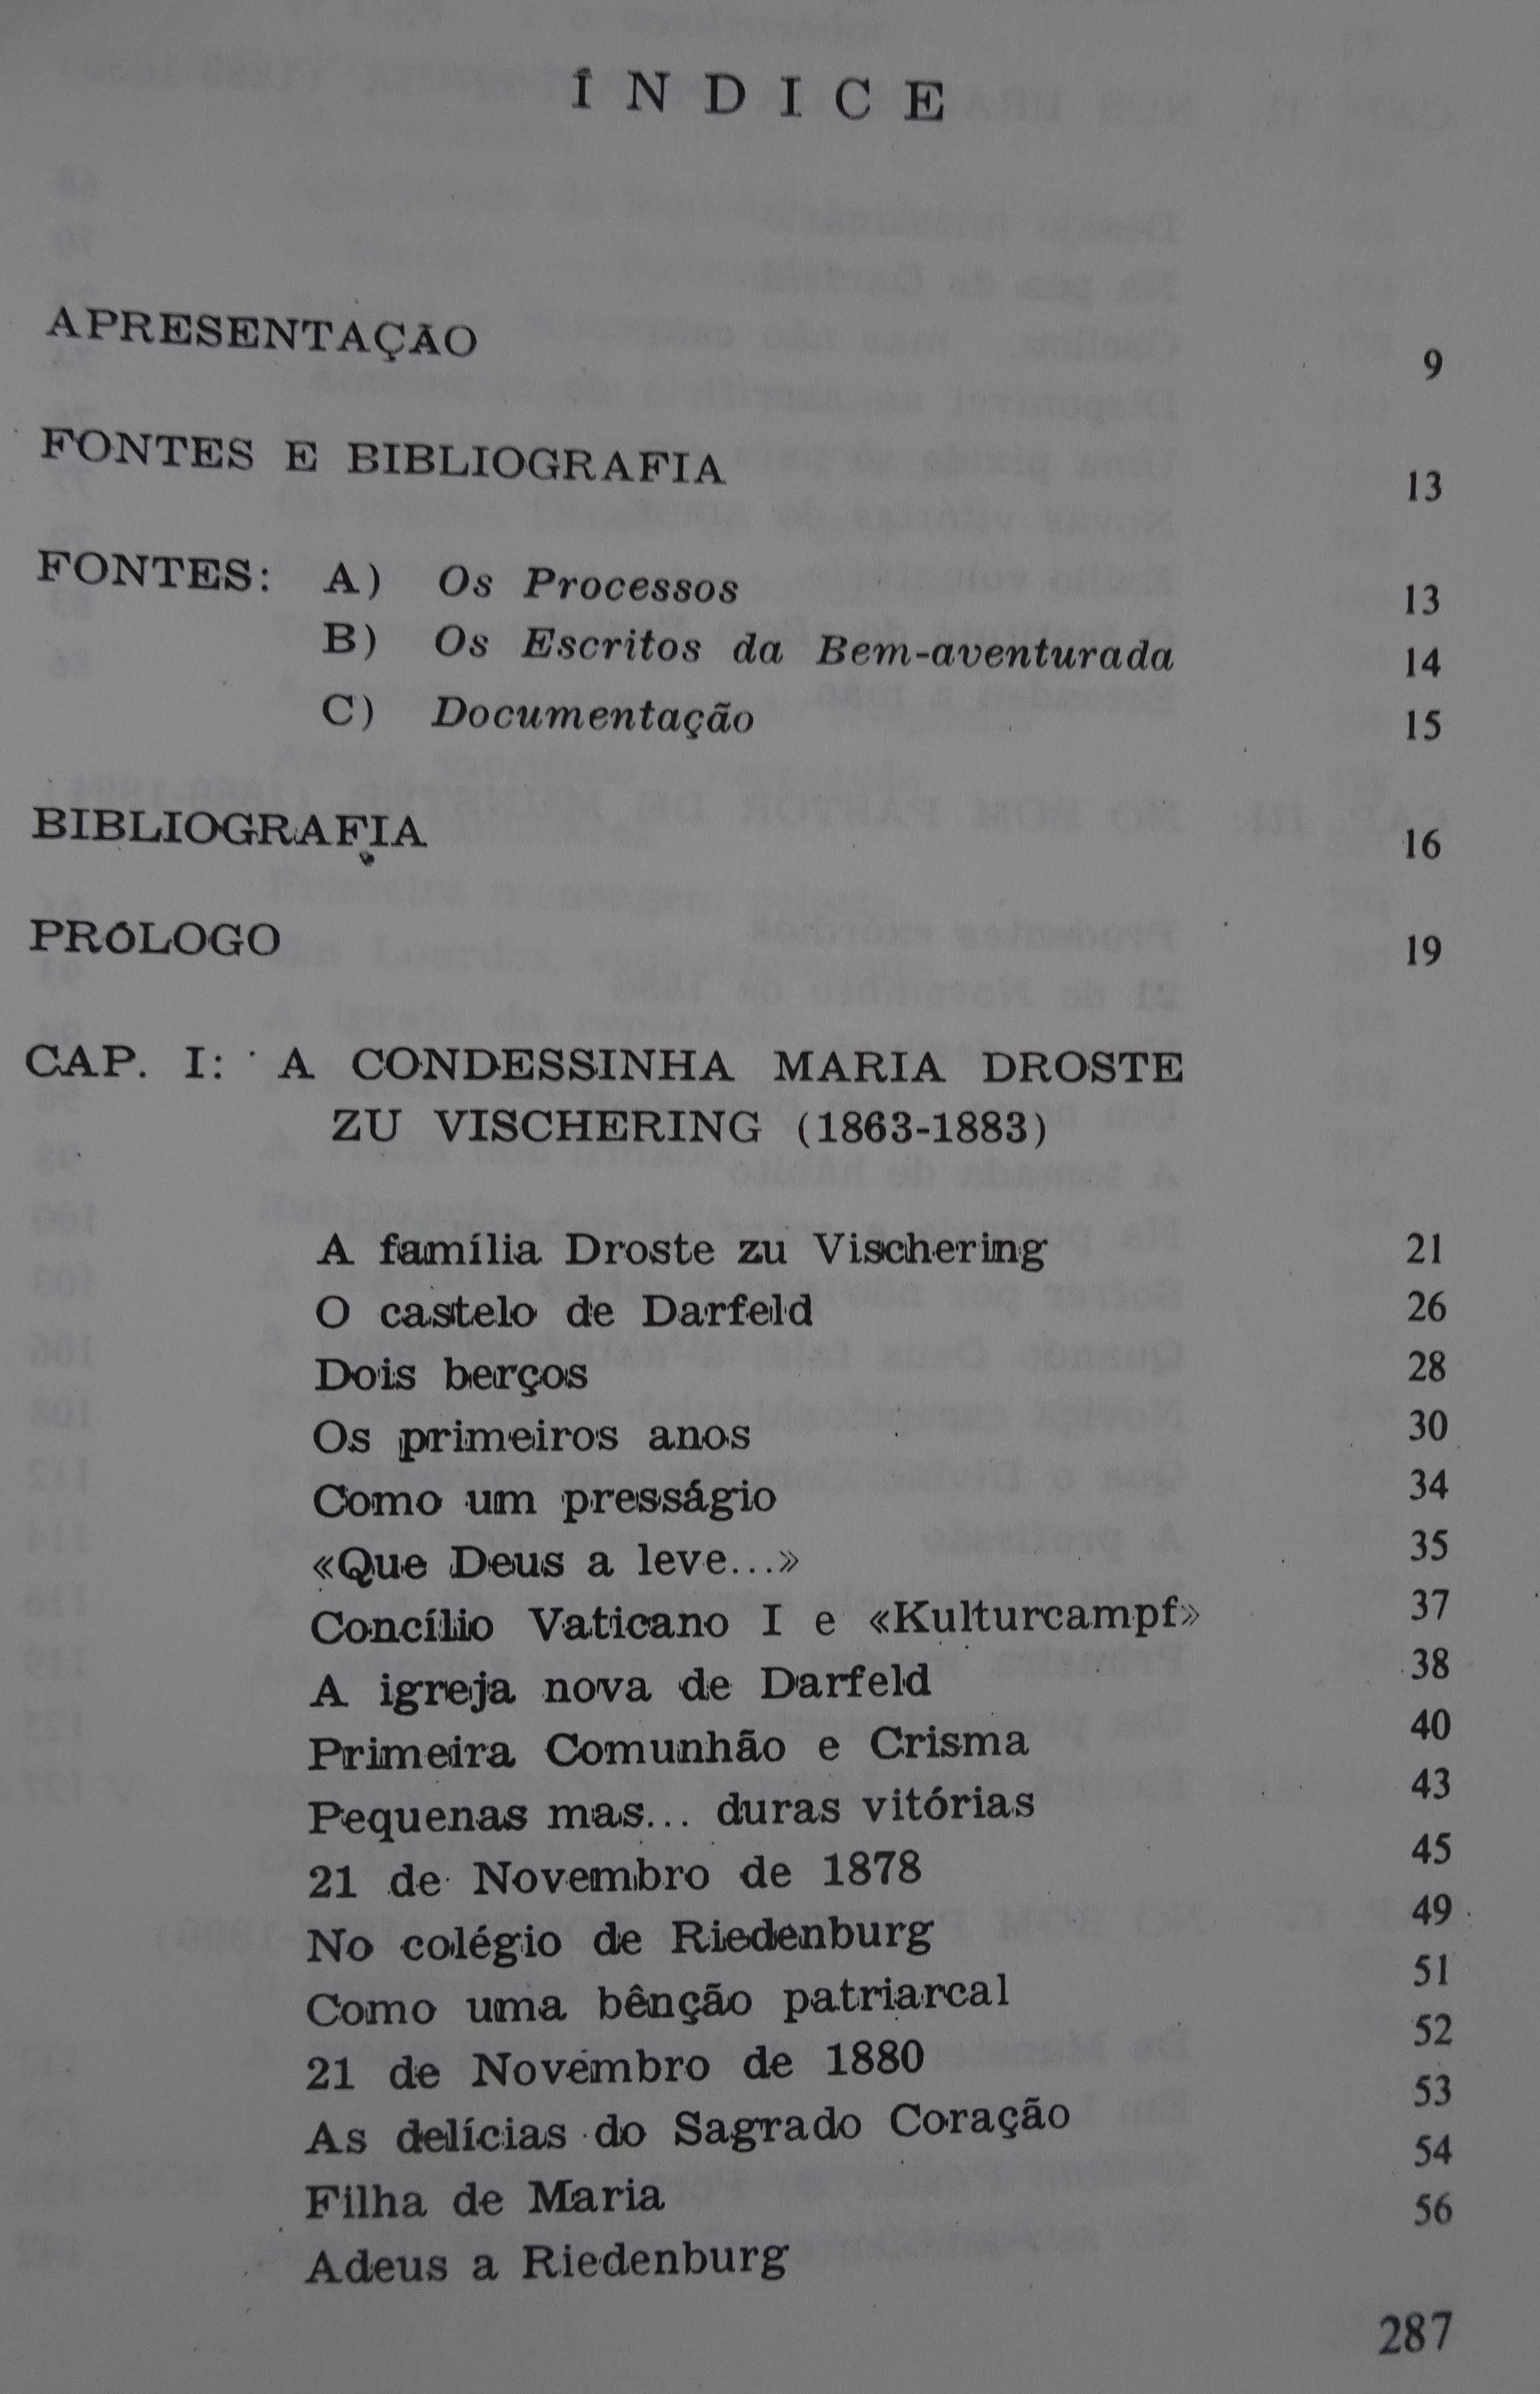 ÍNDICE
APRESENTAÇÃO 9
FONTES E BIBLIOGRAFIA 13
FONTES: A) Os Processos 13
B) Os Escritos da Bem-aventurada 14
C) Documentação 15
BIBLIOGRAFIA 16
PRÓLOGO 19
CAP. I: A CONDESSINHA MARIA DROSTE
ZU VISCHERING (1863-1883)
A família Droste zu Vischering 21
O castelo de Darfeld 26
Dois berços 28
Os primeiros anos 30
Como um presságio 34
«Que Deus a leve...» 35
Concílio Vaticano I e «Kulturcampf» 37
A igreja nova de Darfeld 38
Primeira Comunhão e Crisma 40
Pequenas mas... duras vitórias 43
21 de Novembro de 1878 45
No colégio de Riedenburg 49
Como uma bênção patriarcal 51
21 de Novembro de 1880 52
As delícias do Sagrado Coração 53
Filha de Maria 54
Adeus a Riedenburg 56
287